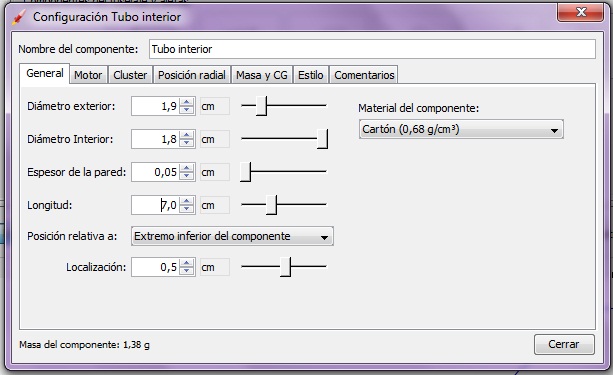 Configuración Tubo interior
Nombre del componente: Tubo interior
General Motor Cluster Posición radial Masa y CG Estilo Comentarios
Diámetro exterior: 1,9 cm
Material del componente:
Diámetro Interior: 1,8 cm
Cartón (0,68 g/cm³)
Espesor de la pared: 0,05 cm
Longitud: 7,0 cm
Posición relativa a: Extremo inferior del componente
Localización: 0,5 cm
Masa del componente: 1,38 g
Cerrar